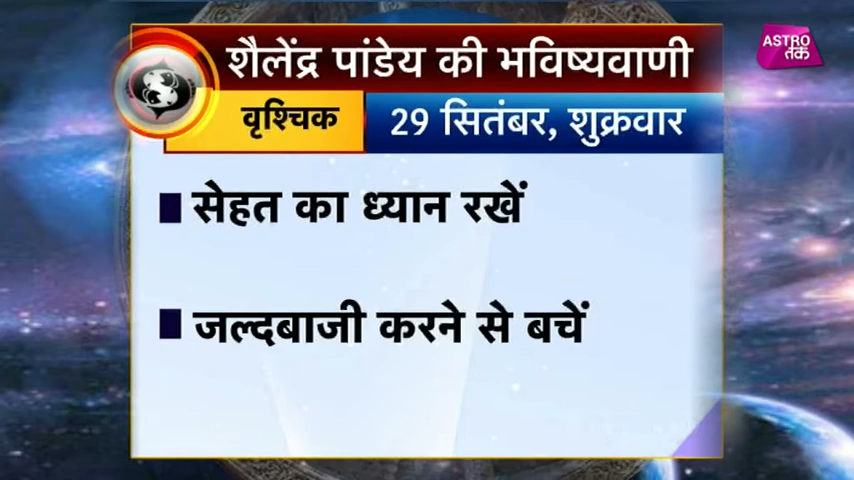 शैलेंद्र पांडेय की भविष्यवाणी
ASTRO
तक
वृश्चिक
29 सितंबर, शुक्रवार
सेहत का ध्यान रखें
जल्दबाजी करने से बचें